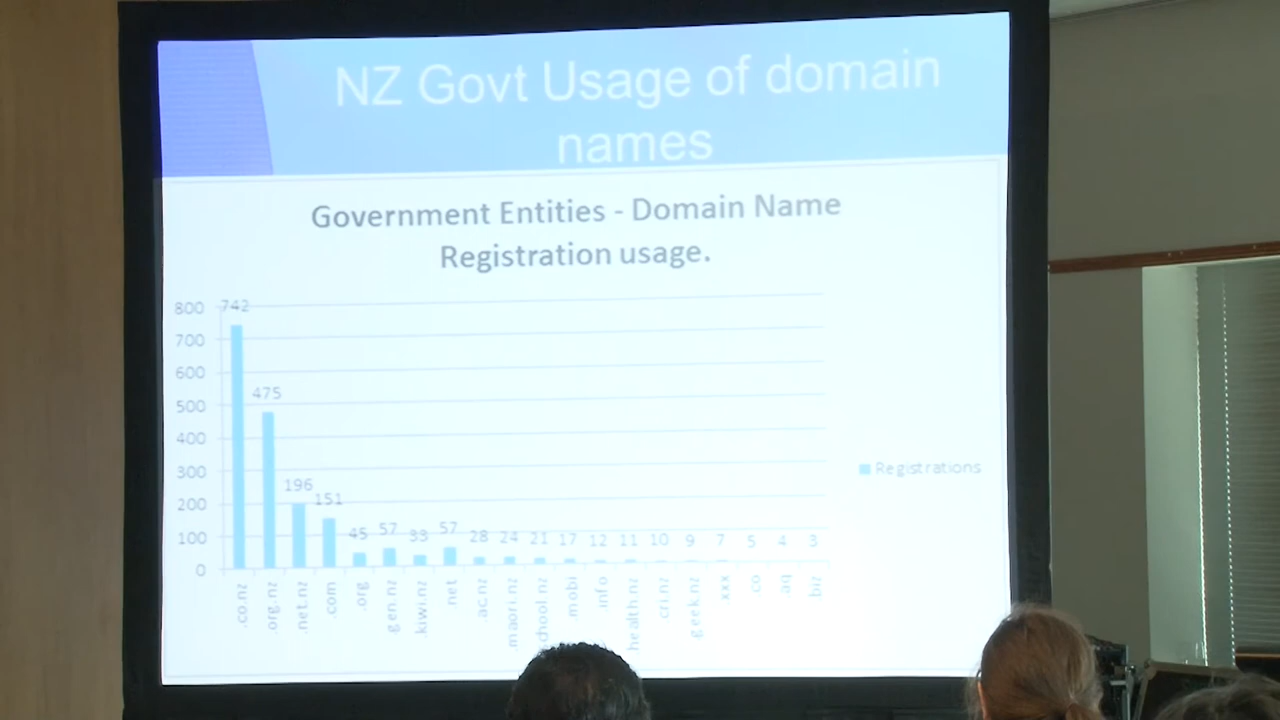 NZ Govt Usage of domain
names
Government Entities - Domain Name
Registration usage.
800
700
600
500
400
300
200
100
0
742
475
196
151
45
57
33
57
28
24
21
17
12
11
10
9
7
5
4
3
.co.nz
.org.nz
.net.nz
.com
.org
.gen.nz
.kiwi.nz
.net
.ac.nz
.maori.nz
chool.nz
.mobi
.info
health.nz
cri.nz
geek.nz
xxx
co
aq
biz
Registrations